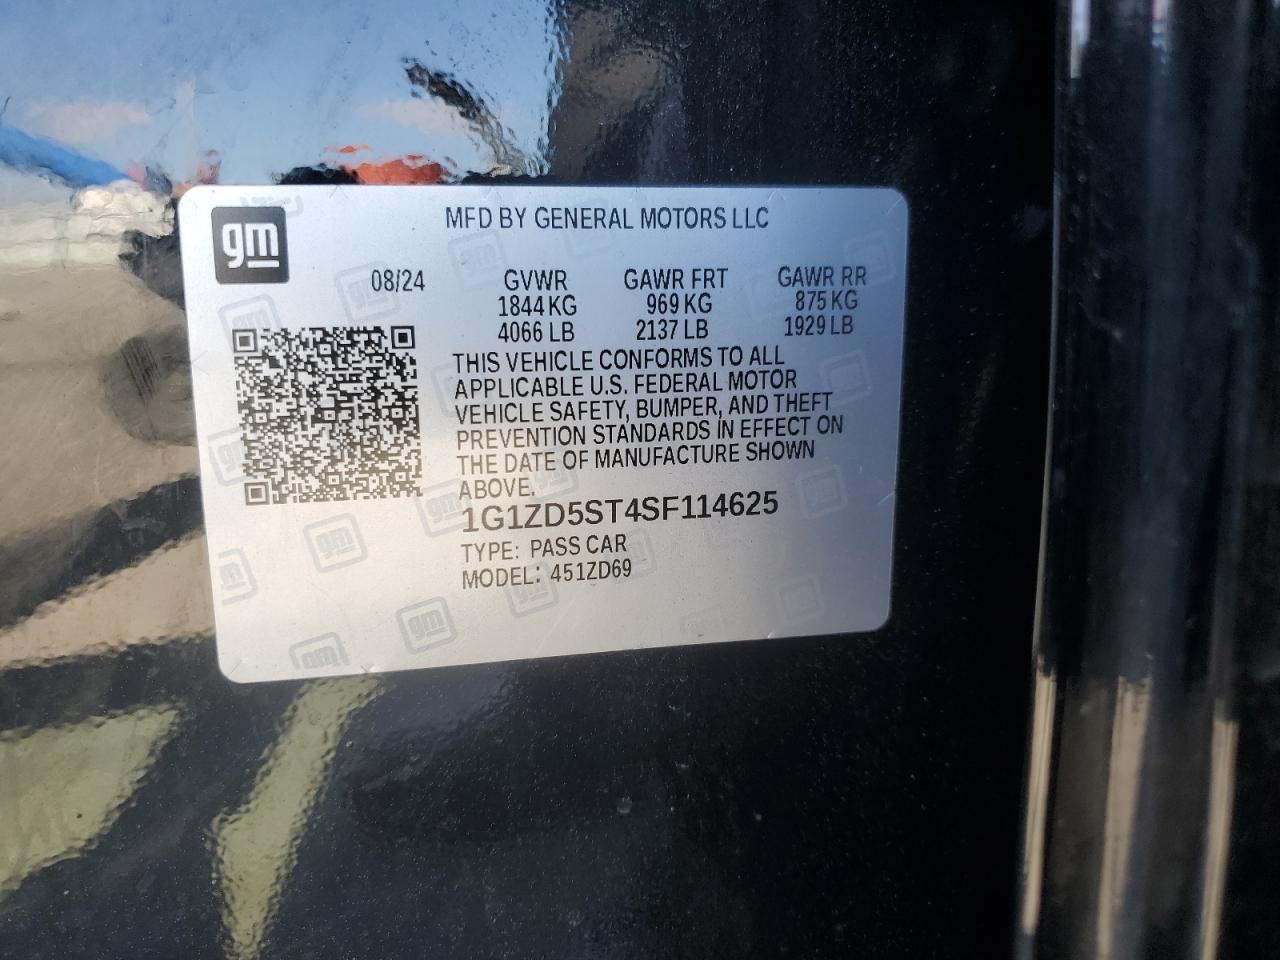 gm
MFD BY GENERAL MOTORS LLC
08/24 GVWR GAWR FRT GAWR RR
1844 KG 969 KG 875 KG
4066 LB 2137 LB 1929 LB
THIS VEHICLE CONFORMS TO ALL
APPLICABLE U.S. FEDERAL MOTOR
VEHICLE SAFETY, BUMPER, AND THEFT
PREVENTION STANDARDS IN EFFECT ON
THE DATE OF MANUFACTURE SHOWN
ABOVE.
1G1ZD5ST4SF114625
TYPE: PASS CAR
MODEL: 451ZD69